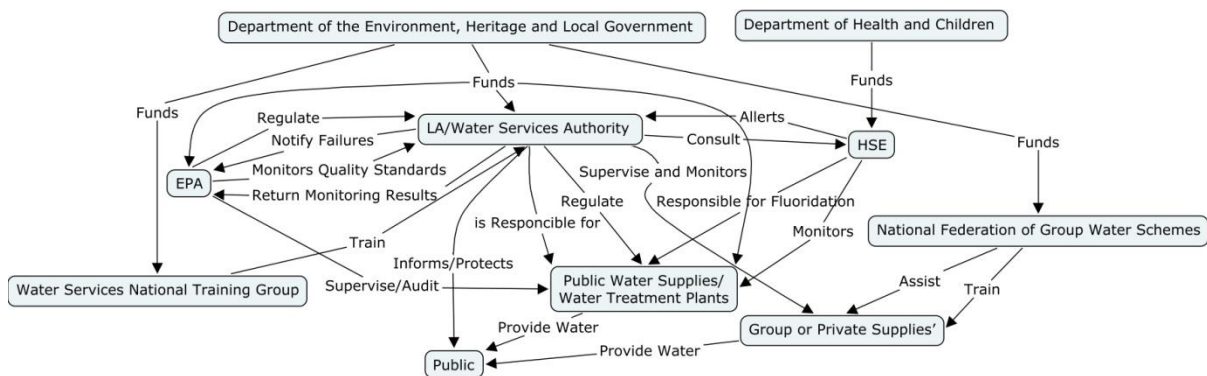 Department of the Environment, Heritage and Local Government
Department of Health and Children
Funds
Funds
Funds
Regulate
Allerts
LA/Water Services Authority
Notify Failures
Consult
HSE
Funds
Monitors Quality Standards
EPA
Supervise and Monitors
Return Monitoring Results
Regulate
Responsible for Fluoridation
is Responcible for
Monitors
National Federation of Group Water Schemes
Train
Informs/Protects
Water Services National Training Group
Supervise/Audit
Public Water Supplies/
Water Treatment Plants
Assist
Train
Provide Water
Group or Private Supplies’
Provide Water
Public